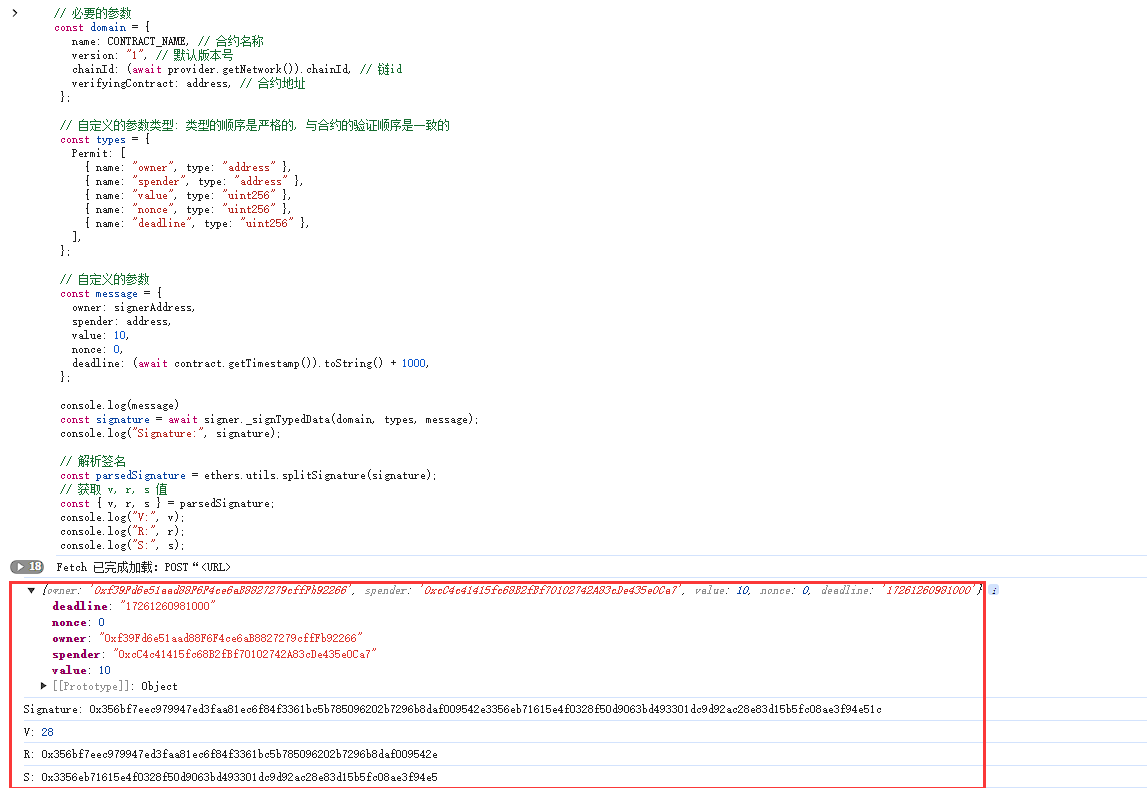 // 必要的参数
const domain = {
name: CONTRACT_NAME, // 合约名称
version: "1", // 默认版本号
chainId: (await provider.getNetwork()).chainId, // 链id
verifyingContract: address, // 合约地址
};
// 自定义的参数类型: 类型的顺序是严格的, 与合约的验证顺序是一致的
const types = {
Permit: [
{ name: "owner", type: "address" },
{ name: "spender", type: "address" },
{ name: "value", type: "uint256" },
{ name: "nonce", type: "uint256" },
{ name: "deadline", type: "uint256" },
],
};
// 自定义的参数
const message = {
owner: signerAddress,
spender: address,
value: 10,
nonce: 0,
deadline: (await contract.getTimestamp()).toString() + 1000,
};
console.log(message)
const signature = await signer._signTypedData(domain, types, message);
console.log("Signature:", signature);
// 解析签名
const parsedSignature = ethers.utils.splitSignature(signature);
// 获取 v, r, s 值
const { v, r, s } = parsedSignature;
console.log("V:", v);
console.log("R:", r);
console.log("S:", s);
18 Fetch 已完成加载: POST “<URL>
{owner: '0xf39Fd6e51aad88F6F4ce6aB8827279cffFb92266', spender: '0xcC4c41415fc68B2fBf70102742A83cDe435e0Ca7', value: 10, nonce: 0, deadline: '17261260981000'} i
deadline: "17261260981000"
nonce: 0
owner: "0xf39Fd6e51aad88F6F4ce6aB8827279cffFb92266"
spender: "0xcC4c41415fc68B2fBf70102742A83cDe435e0Ca7"
value: 10
[[Prototype]]: Object
Signature: 0x356bf7eec979947ed3faa81ec6f84f3361bc5b785096202b7296b8daf009542e3356eb71615e4f0328f50d9063bd493301dc9d92ac28e83d15b5fc08ae3f94e51c
V: 28
R: 0x356bf7eec979947ed3faa81ec6f84f3361bc5b785096202b7296b8daf009542e
S: 0x3356eb71615e4f0328f50d9063bd493301dc9d92ac28e83d15b5fc08ae3f94e5